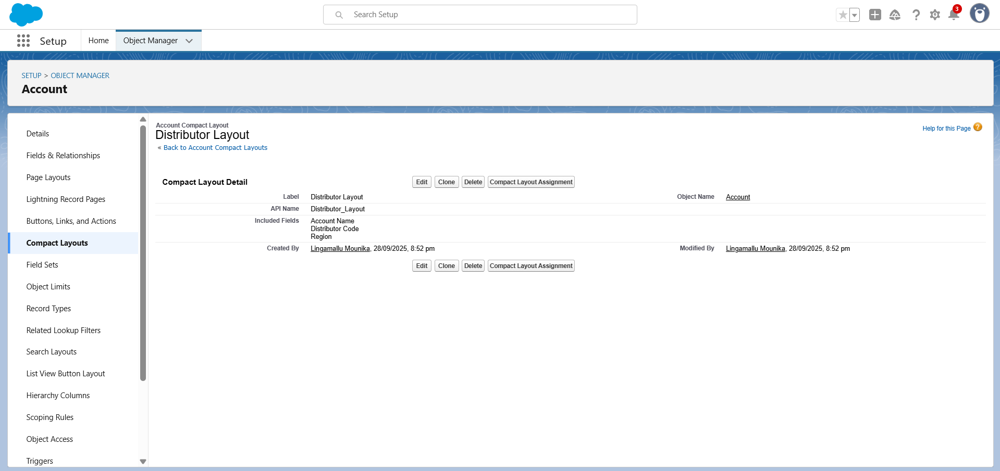 Search Setup
3
Setup
Home
Object Manager
SETUP > OBJECT MANAGER
Account
Details
Fields & Relationships
Page Layouts
Lightning Record Pages
Buttons, Links, and Actions
Compact Layouts
Field Sets
Object Limits
Record Types
Related Lookup Filters
Search Layouts
List View Button Layout
Hierarchy Columns
Scoping Rules
Object Access
Triggers
Account Compact Layout
Distributor Layout
« Back to Account Compact Layouts
Help for this Page ?
Compact Layout Detail
Edit Clone Delete Compact Layout Assignment
Label Distributor Layout Object Name Account
API Name Distributor_Layout
Included Fields Account Name
Distributor Code
Region
Created By Lingamallu Mounika, 28/09/2025, 8:52 pm Modified By Lingamallu Mounika, 28/09/2025, 8:52 pm
Edit Clone Delete Compact Layout Assignment